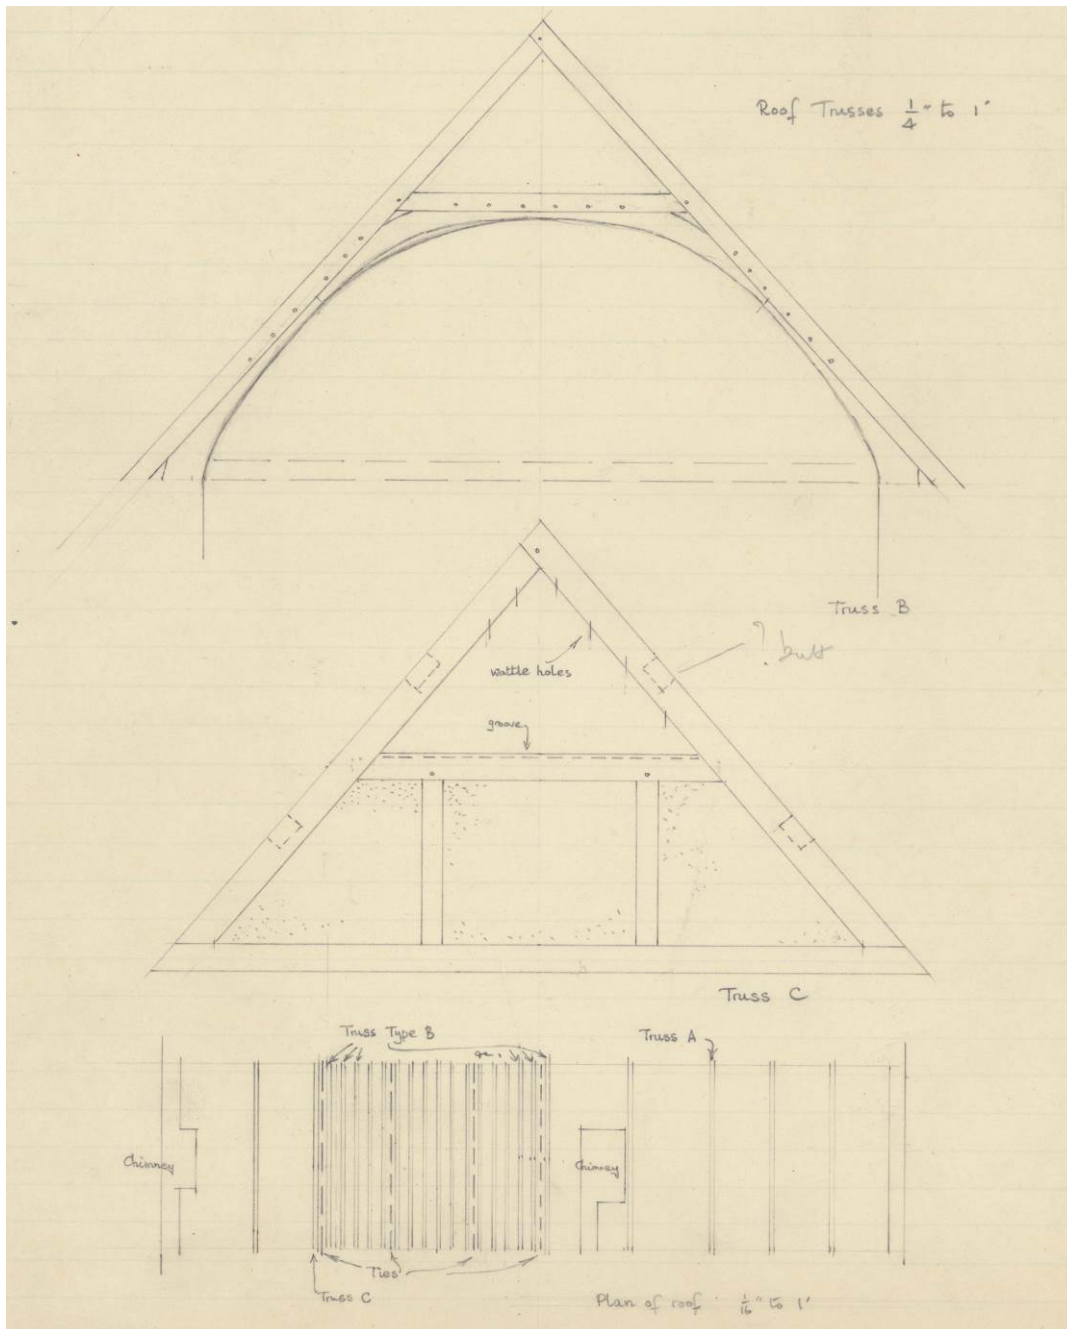 Roof Trusses 1/4" to 1'
Truss B
? butt
wattle holes
groove
Truss C
Truss Type B
Truss A
Chimney
Chimney
Ties
Truss C
Plan of roof 1/16" to 1'